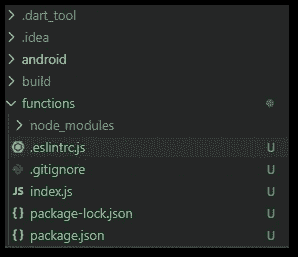 .dart_tool
.idea
android
build
functions
node_modules
.eslintrc.js U
.gitignore U
JS index.js U
{} package-lock.json U
{} package.json U